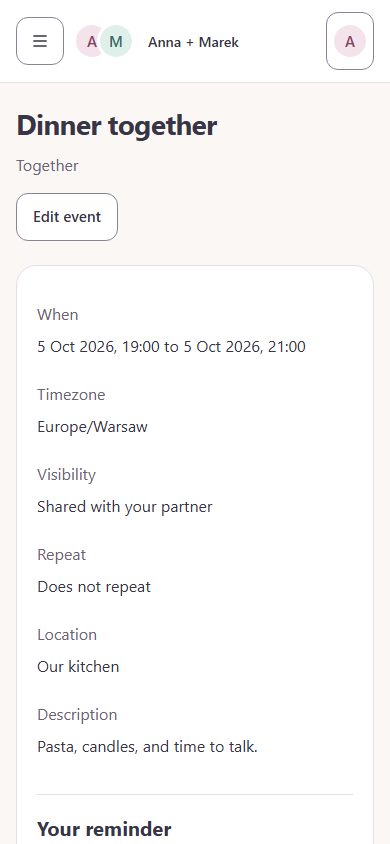 A M Anna + Marek A
Dinner together
Together
Edit event
When
5 Oct 2026, 19:00 to 5 Oct 2026, 21:00
Timezone
Europe/Warsaw
Visibility
Shared with your partner
Repeat
Does not repeat
Location
Our kitchen
Description
Pasta, candles, and time to talk.
Your reminder